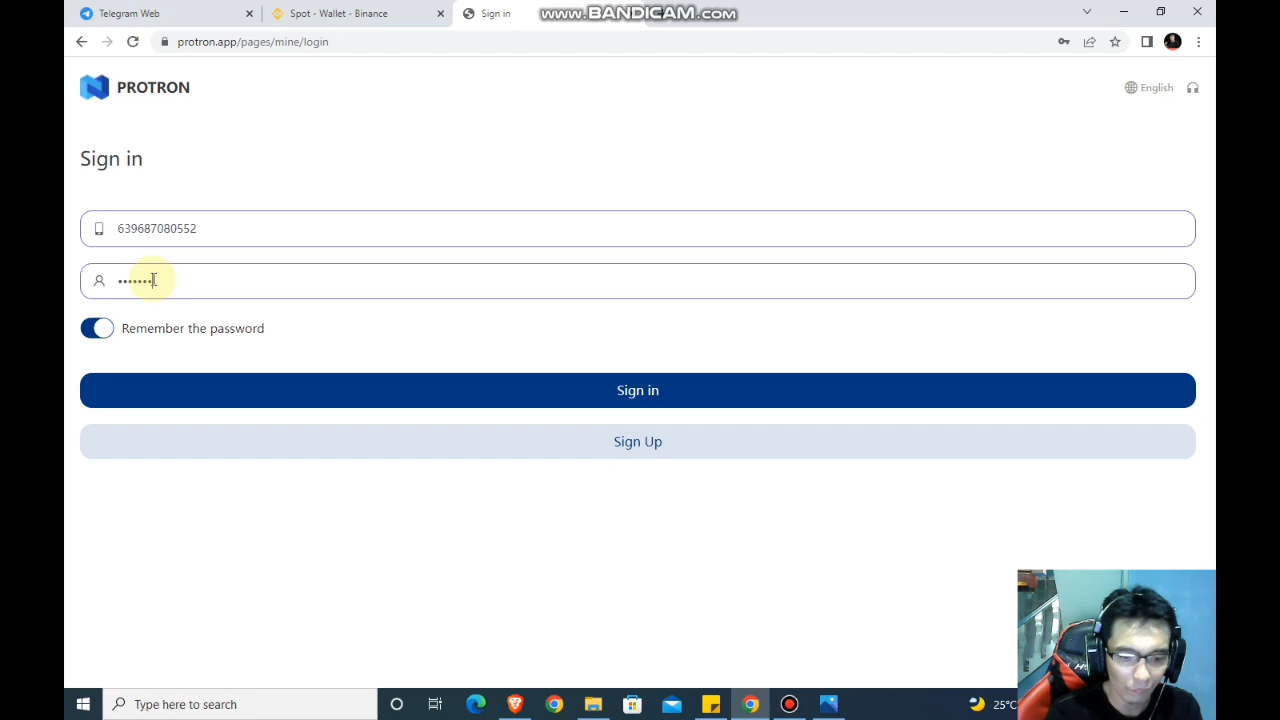 Telegram Web
Spot - Wallet - Binance
Sign in
www.BANDICAM.com
protron.app/pages/mine/login
PROTRON
English
Sign in
639687080552
•••••••
Remember the password
Sign in
Sign Up
Type here to search
25°C